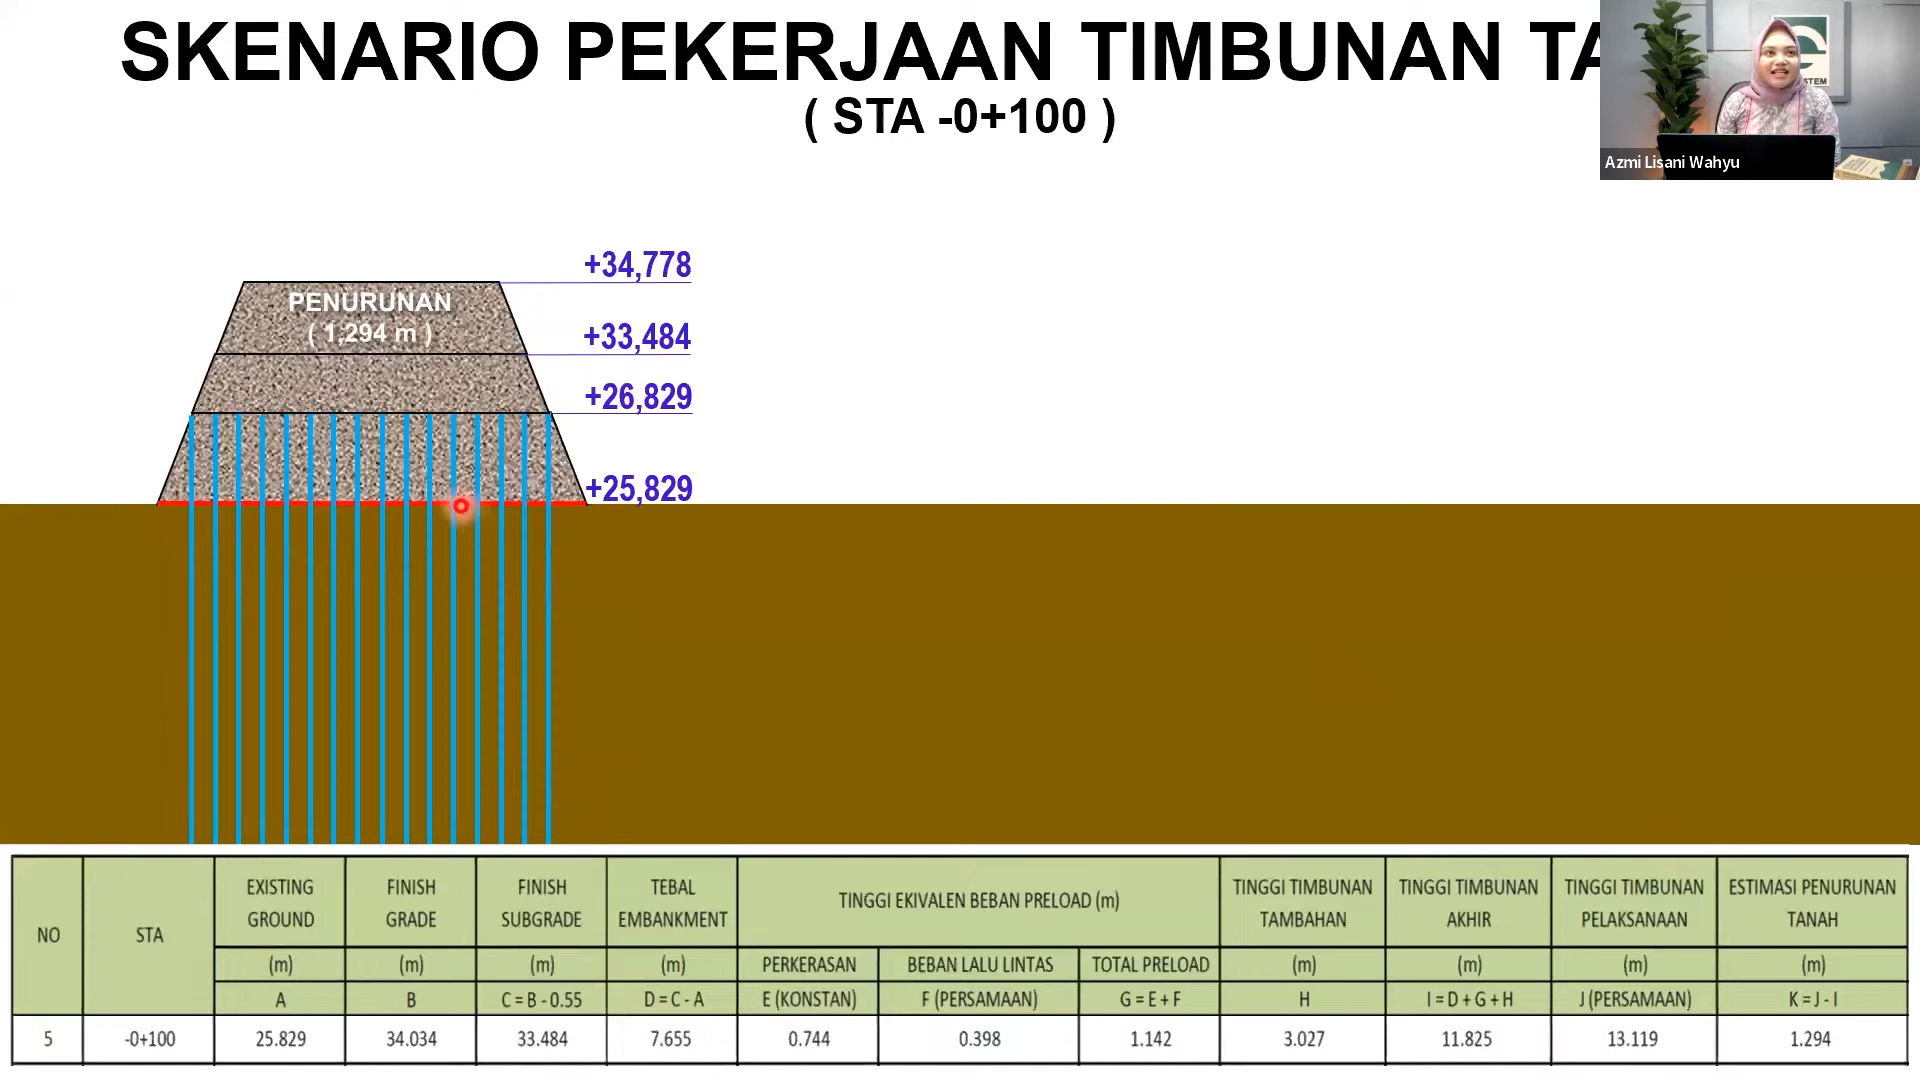 SKENARIO PEKERJAAN TIMBUNAN TA
( STA -0+100 )
STEM
Azmi Lisani Wahyu
+34,778
PENURUNAN
( 1,294 m )
+33,484
+26,829
+25,829
NO
STA
EXISTING GROUND
FINISH GRADE
FINISH SUBGRADE
TEBAL EMBANKMENT
TINGGI EKIVALEN BEBAN PRELOAD (m)
TINGGI TIMBUNAN TAMBAHAN
TINGGI TIMBUNAN AKHIR
TINGGI TIMBUNAN PELAKSANAAN
ESTIMASI PENURUNAN TANAH
(m) (m) (m) (m) PERKERASAN BEBAN LALU LINTAS TOTAL PRELOAD (m) (m) (m) (m)
A B C = B - 0.55 D = C - A E (KONSTAN) F (PERSAMAAN) G = E + F H I = D + G + H J (PERSAMAAN) K = J - I
5 -0+100 25.829 34.034 33.484 7.655 0.744 0.398 1.142 3.027 11.825 13.119 1.294